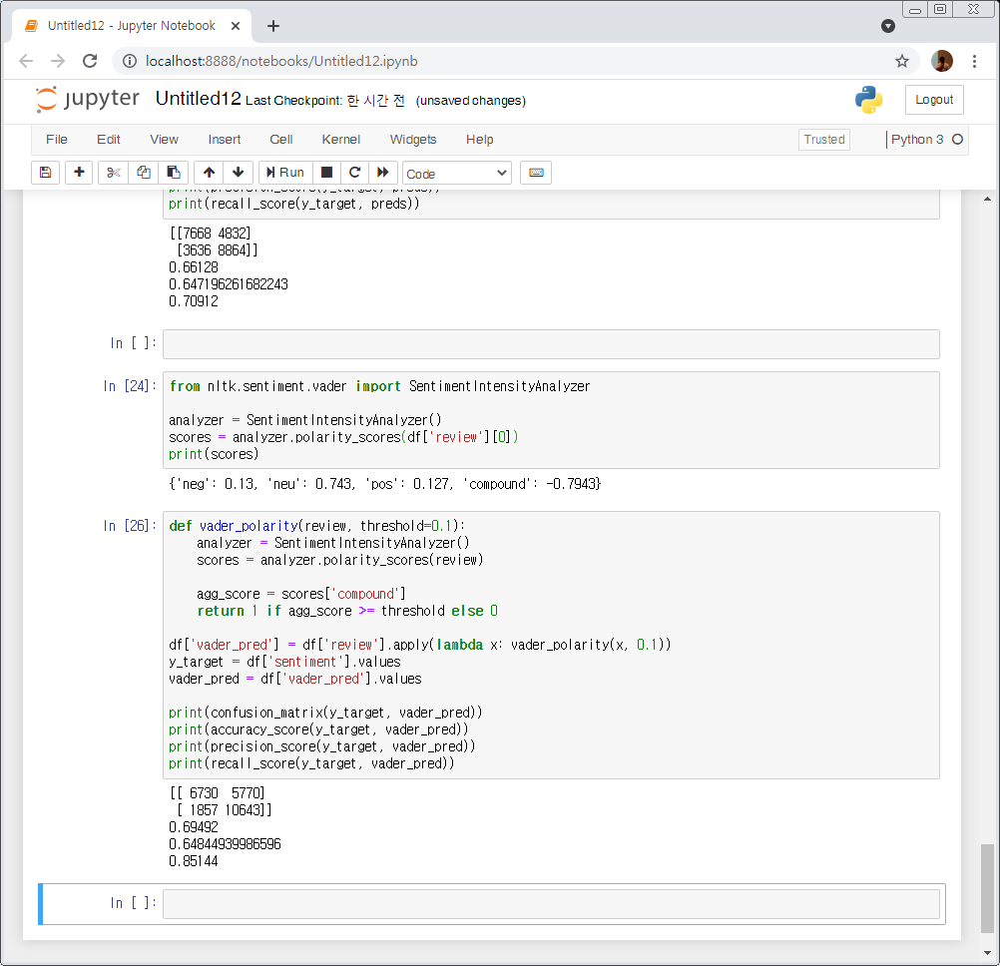 Untitled12 - Jupyter Notebook
localhost:8888/notebooks/Untitled12.ipynb
jupyter Untitled12 Last Checkpoint: 한 시간 전 (unsaved changes)
Logout
File Edit View Insert Cell Kernel Widgets Help
Trusted
Python 3
Run
Code
print(precision_score(y_target, preds))
print(recall_score(y_target, preds))
[[7668 4832]
 [3636 8864]]
0.66128
0.647196261682243
0.70912
In [ ]:
In [24]:
from nltk.sentiment.vader import SentimentIntensityAnalyzer
analyzer = SentimentIntensityAnalyzer()
scores = analyzer.polarity_scores(df['review'][0])
print(scores)
{'neg': 0.13, 'neu': 0.743, 'pos': 0.127, 'compound': -0.7943}
In [26]:
def vader_polarity(review, threshold=0.1):
    analyzer = SentimentIntensityAnalyzer()
    scores = analyzer.polarity_scores(review)
    agg_score = scores['compound']
    return 1 if agg_score >= threshold else 0
df['vader_pred'] = df['review'].apply(lambda x: vader_polarity(x, 0.1))
y_target = df['sentiment'].values
vader_pred = df['vader_pred'].values
print(confusion_matrix(y_target, vader_pred))
print(accuracy_score(y_target, vader_pred))
print(precision_score(y_target, vader_pred))
print(recall_score(y_target, vader_pred))
[[ 6730  5770]
 [ 1857 10643]]
0.69492
0.64844939986596
0.85144
In [ ]: